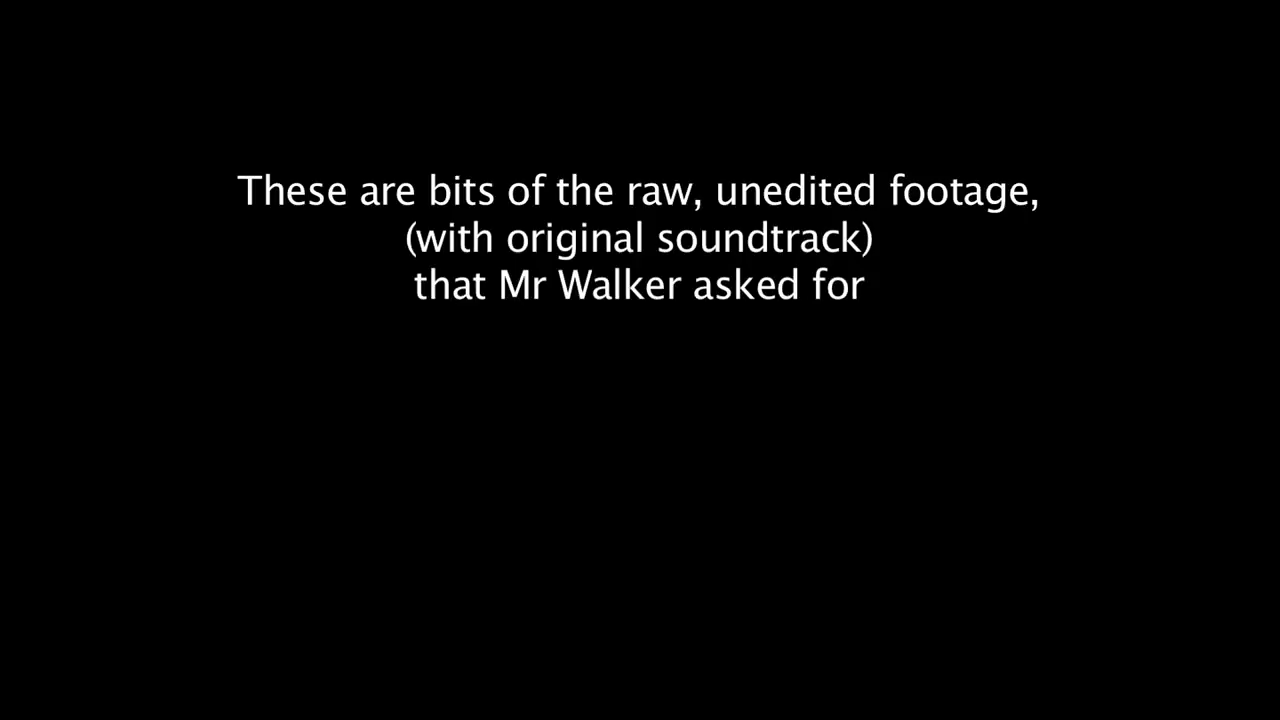 These are bits of the raw, unedited footage,
(with original soundtrack)
that Mr Walker asked for